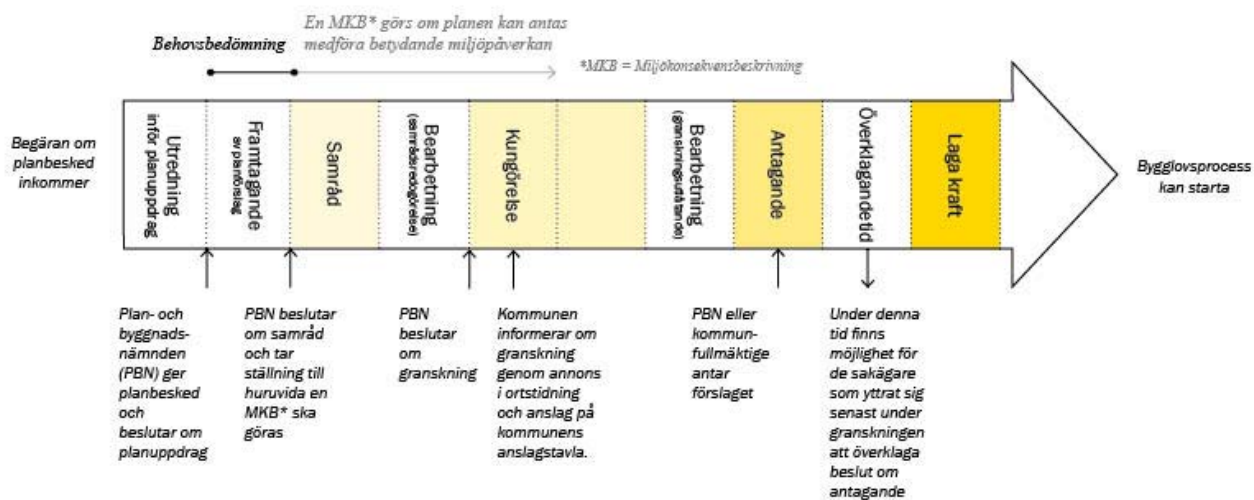 En MKB* görs om planen kan antas
medföra betydande miljöpåverkan
Behovsbedömning
*MKB = Miljökonsekvensbeskrivning
Begäran om
planbesked
inkommer
Utredning
inför planuppdrag
Framtagande
av planförslag
Samråd
Bearbetning
(samrådsredogörelse)
Kungörelse
Bearbetning
(granskningsutlåtande)
Antagande
Överklagandetid
Laga kraft
Bygglovsprocess
kan starta
Plan- och
byggnads-
nämnden
(PBN) ger
planbesked
och
beslutar om
planuppdrag
PBN beslutar
om samråd
och tar
ställning till
huruvida en
MKB* ska
göras
PBN
beslutar
om
granskning
Kommunen
informerar om
granskning
genom annons
i ortstidning
och anslag på
kommunens
anslagstavla.
PBN eller
kommun-
fullmäktige
antar
förslaget
Under denna
tid finns
möjlighet för
de sakägare
som yttrat sig
senast under
granskningen
att överklaga
beslut om
antagande